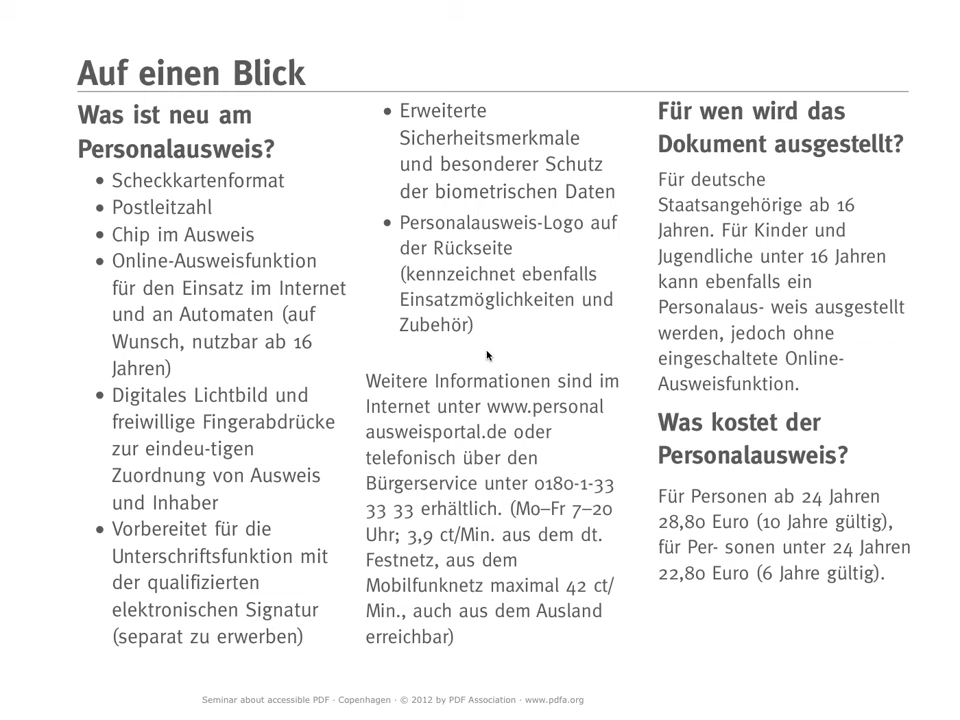 Auf einen Blick
Was ist neu am
Personalausweis?
• Scheckkartenformat
• Postleitzahl
• Chip im Ausweis
• Online-Ausweisfunktion
für den Einsatz im Internet
und an Automaten (auf
Wunsch, nutzbar ab 16
Jahren)
• Digitales Lichtbild und
freiwillige Fingerabdrücke
zur eindeu-tigen
Zuordnung von Ausweis
und Inhaber
• Vorbereitet für die
Unterschriftsfunktion mit
der qualifizierten
elektronischen Signatur
(separat zu erwerben)
• Erweiterte
Sicherheitsmerkmale
und besonderer Schutz
der biometrischen Daten
• Personalausweis-Logo auf
der Rückseite
(kennzeichnet ebenfalls
Einsatzmöglichkeiten und
Zubehör)
Weitere Informationen sind im
Internet unter www.personal
ausweisportal.de oder
telefonisch über den
Bürgerservice unter 0180-1-33
33 33 erhältlich. (Mo–Fr 7–20
Uhr; 3,9 ct/Min. aus dem dt.
Festnetz, aus dem
Mobilfunknetz maximal 42 ct/
Min., auch aus dem Ausland
erreichbar)
Für wen wird das
Dokument ausgestellt?
Für deutsche
Staatsangehörige ab 16
Jahren. Für Kinder und
Jugendliche unter 16 Jahren
kann ebenfalls ein
Personalaus- weis ausgestellt
werden, jedoch ohne
eingeschaltete Online-
Ausweisfunktion.
Was kostet der
Personalausweis?
Für Personen ab 24 Jahren
28,80 Euro (10 Jahre gültig),
für Per- sonen unter 24 Jahren
22,80 Euro (6 Jahre gültig).
Seminar about accessible PDF · Copenhagen · © 2012 by PDF Association · www.pdfa.org